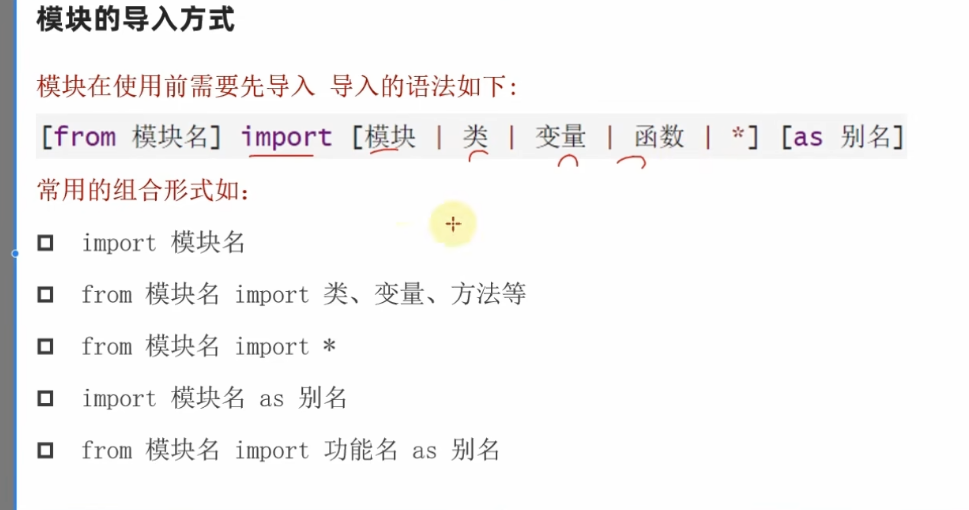 模块的导入方式
模块在使用前需要先导入 导入的语法如下:
[from 模块名] import [模块 | 类 | 变量 | 函数 | *] [as 别名]
常用的组合形式如:
import 模块名
from 模块名 import 类、变量、方法等
from 模块名 import *
import 模块名 as 别名
from 模块名 import 功能名 as 别名